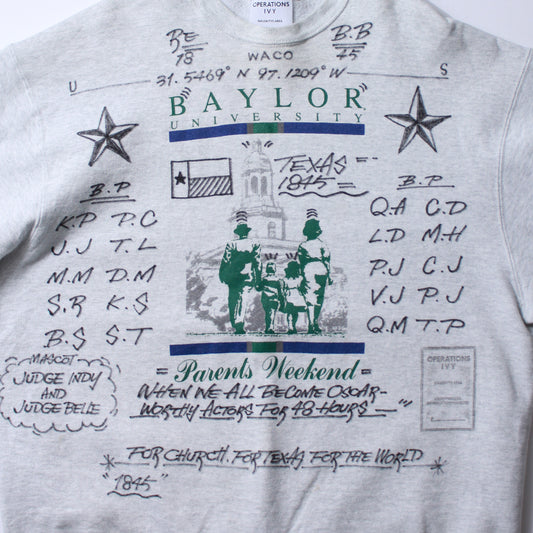 OPERATIONS
IVY
RE
18
B.B
45
WACO
U
S
31.5469° N 97.1209° W
BAYLOR
UNIVERSITY
"TEXAS"
1845
B.P
K.P P.C
J.J T.L
M.M D.M
S.R K.S
B.S S.T
B.P
Q.A C.D
L.D M.H
P.J C.J
V.J P.J
Q.M T.P
MASCOT
JUDGE INDY
AND
JUDGE BELLE
= Parents Weekend =
WHEN WE ALL BECOME OSCAR-
WORTHY ACTORS FOR 48 HOURS
OPERATIONS
IVY
FOR CHURCH. FOR TEXAS. FOR THE WORLD
"1845"